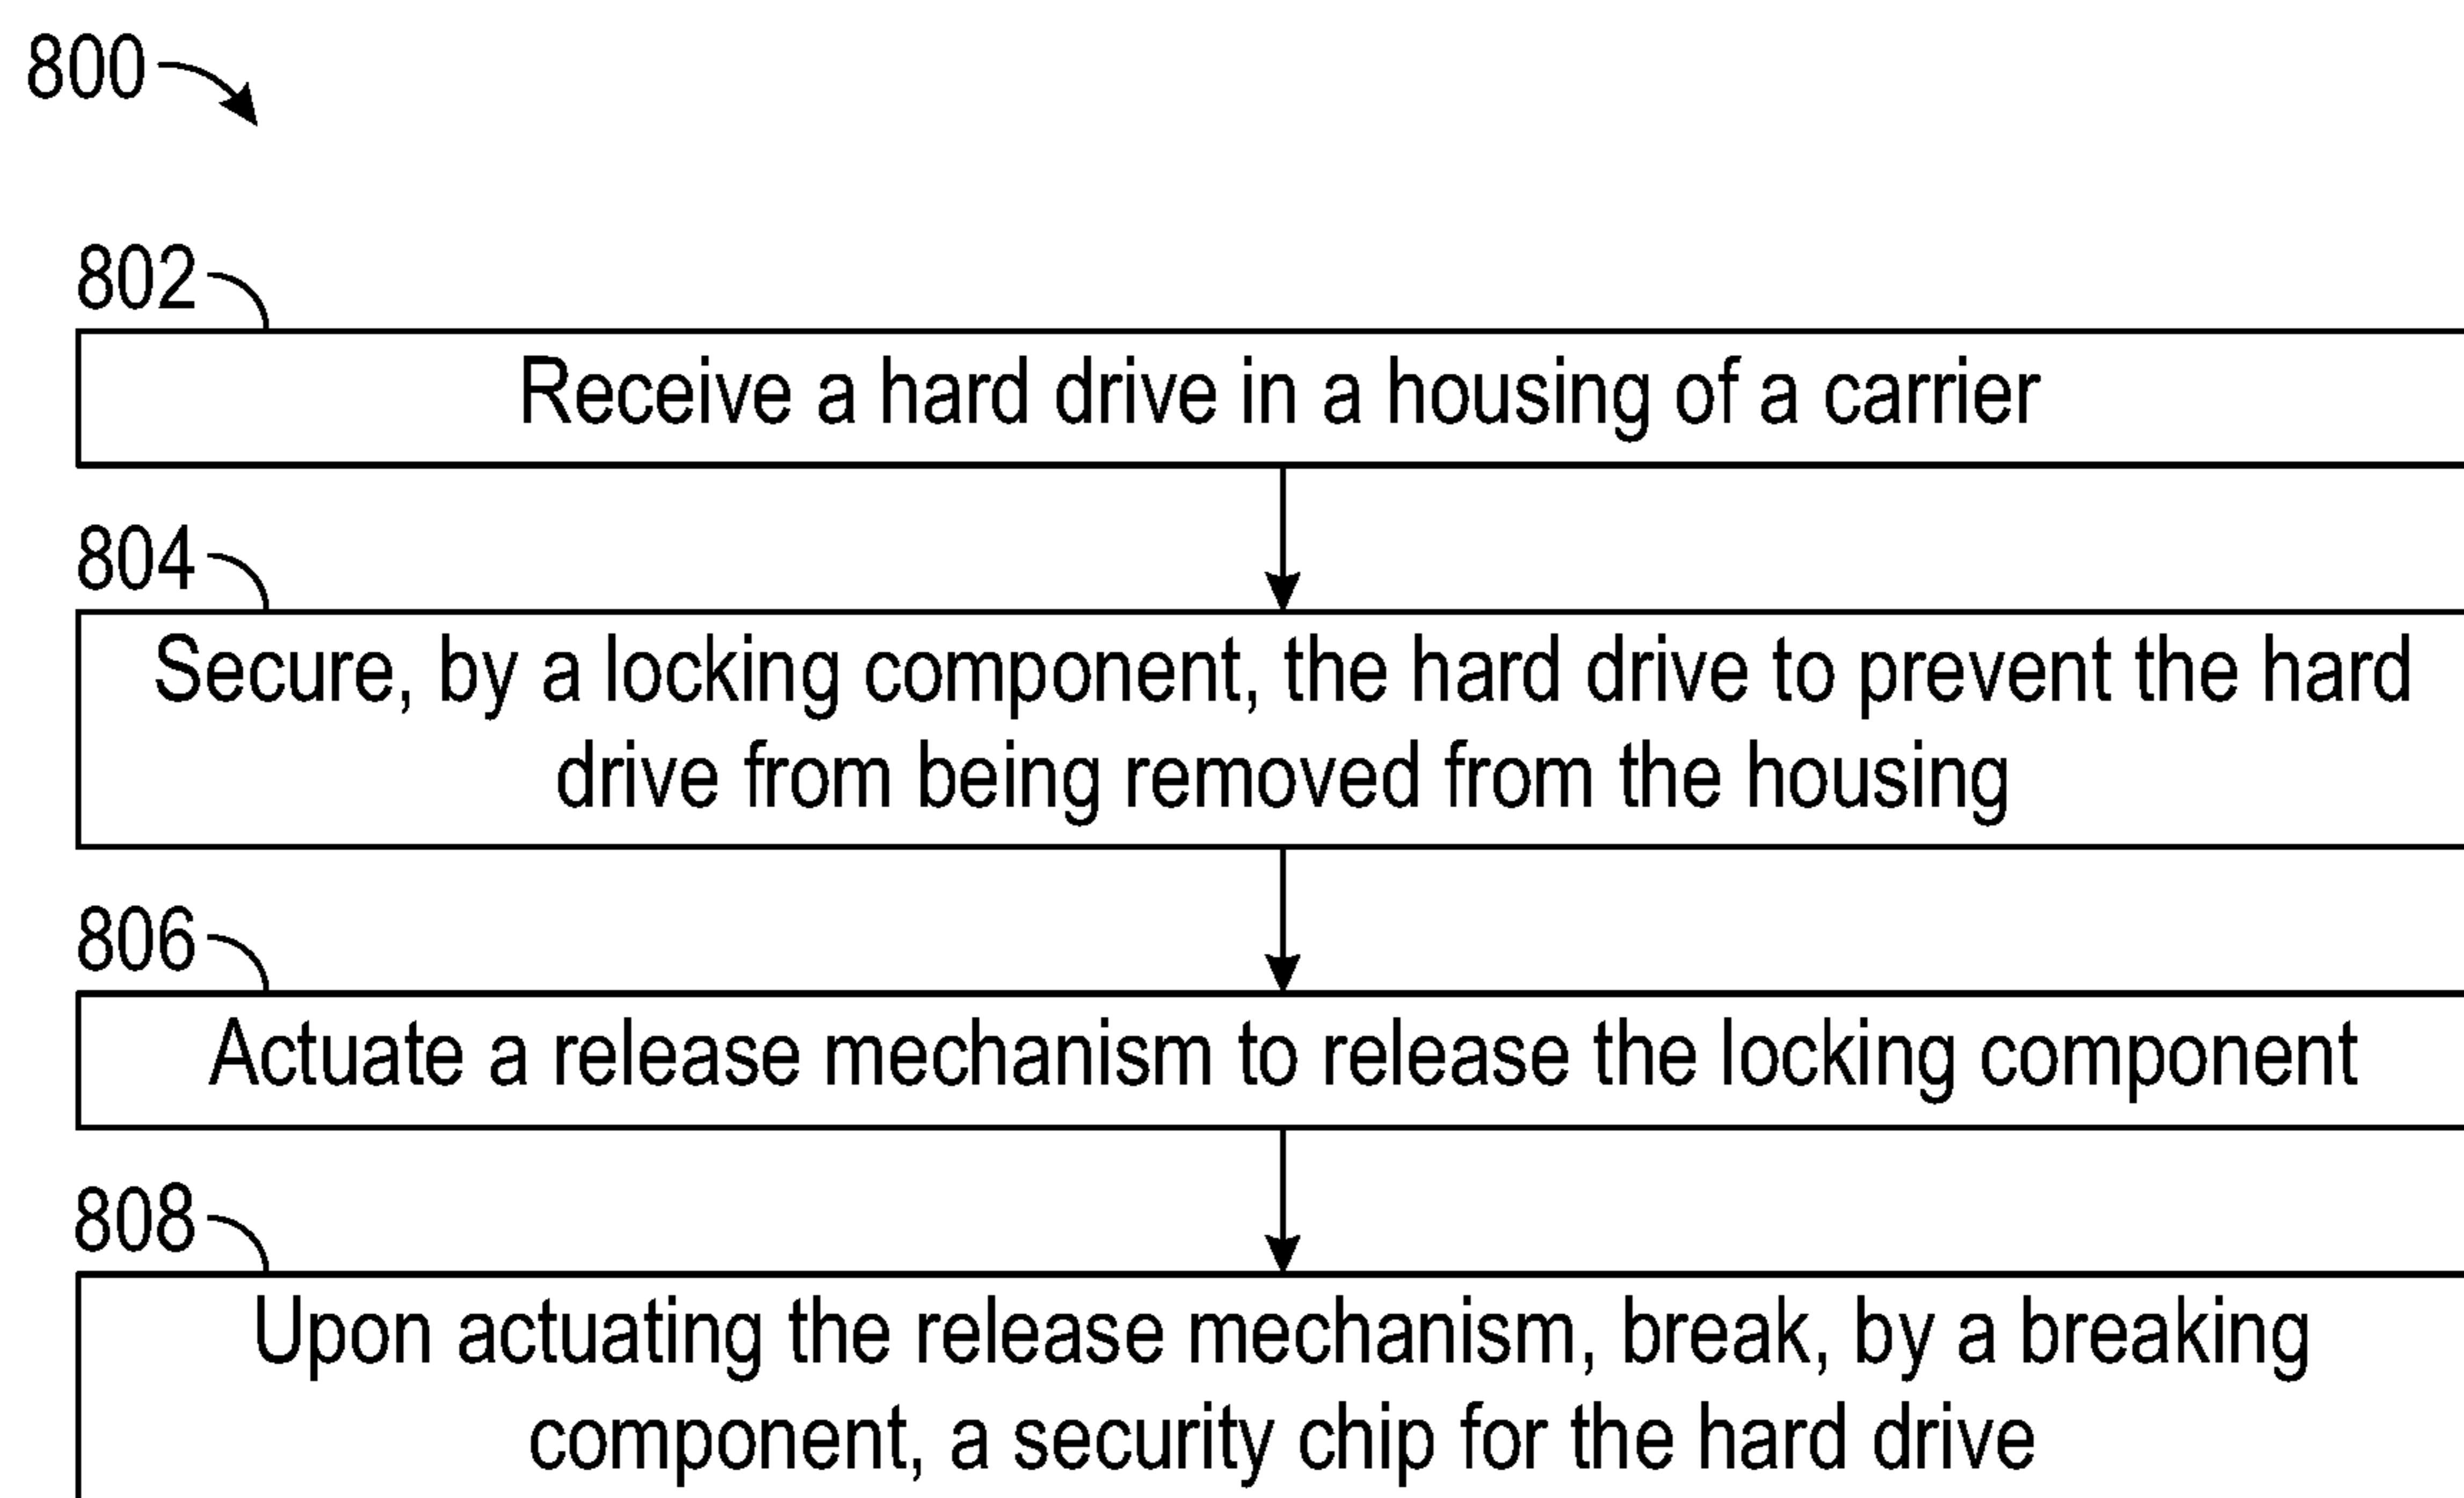 800
802
Receive a hard drive in a housing of a carrier
804
Secure, by a locking component, the hard drive to prevent the hard
drive from being removed from the housing
806
Actuate a release mechanism to release the locking component
808
Upon actuating the release mechanism, break, by a breaking
component, a security chip for the hard drive